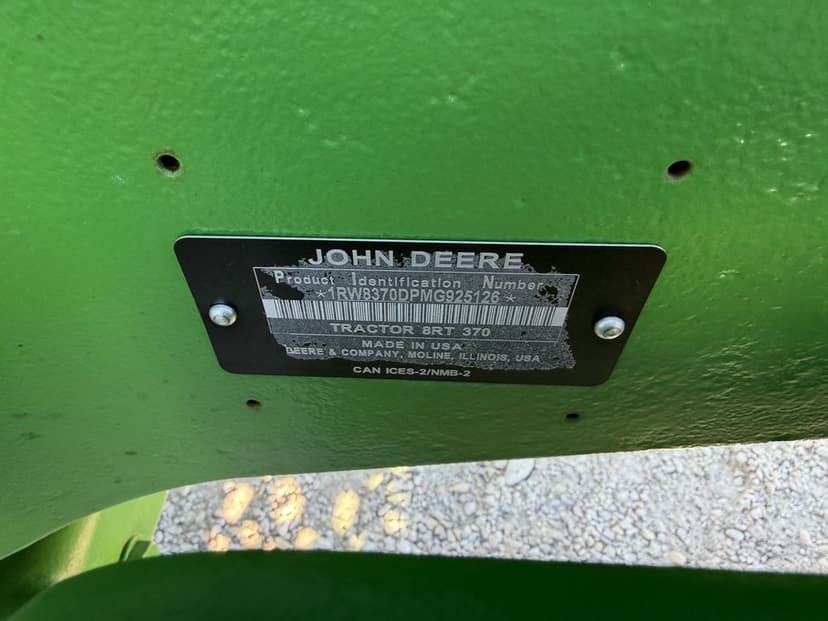 JOHN DEERE
Product Identification Number
*1RW8370DPMG925126*
TRACTOR 8RT 370
MADE IN USA
DEERE & COMPANY, MOLINE, ILLINOIS, USA
CAN ICES-2/NMB-2